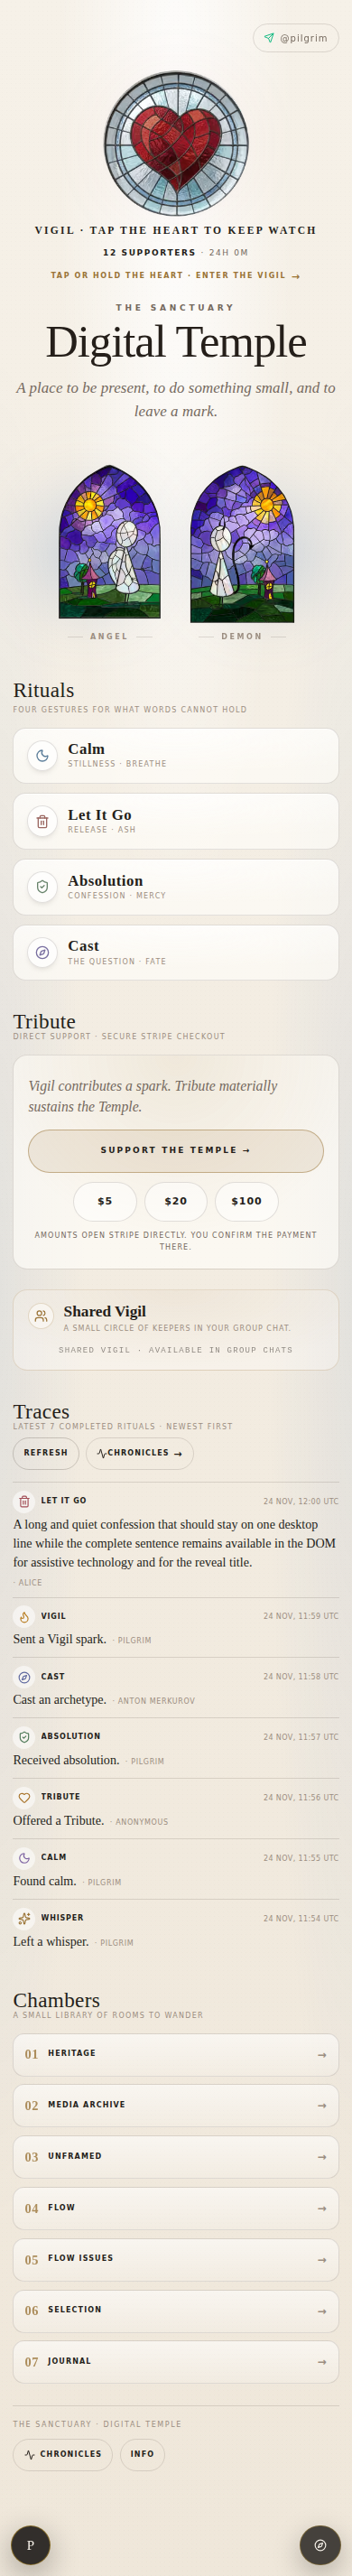 @pilgrim
VIGIL · TAP THE HEART TO KEEP WATCH
12 SUPPORTERS · 24H 0M
TAP OR HOLD THE HEART · ENTER THE VIGIL →
THE SANCTUARY
Digital Temple
A place to be present, to do something small, and to
leave a mark.
ANGEL
DEMON
Rituals
FOUR GESTURES FOR WHAT WORDS CANNOT HOLD
Calm
STILLNESS · BREATHE
Let It Go
RELEASE · ASH
Absolution
CONFESSION · MERCY
Cast
THE QUESTION · FATE
Tribute
DIRECT SUPPORT · SECURE STRIPE CHECKOUT
Vigil contributes a spark. Tribute materially
sustains the Temple.
SUPPORT THE TEMPLE →
$5
$20
$100
AMOUNTS OPEN STRIPE DIRECTLY. YOU CONFIRM THE PAYMENT
THERE.
Shared Vigil
A SMALL CIRCLE OF KEEPERS IN YOUR GROUP CHAT.
SHARED VIGIL · AVAILABLE IN GROUP CHATS
Traces
LATEST 7 COMPLETED RITUALS · NEWEST FIRST
REFRESH
CHRONICLES →
LET IT GO
24 NOV, 12:00 UTC
A long and quiet confession that should stay on one desktop
line while the complete sentence remains available in the DOM
for assistive technology and for the reveal title.
· ALICE
VIGIL
24 NOV, 11:59 UTC
Sent a Vigil spark. · PILGRIM
CAST
24 NOV, 11:58 UTC
Cast an archetype. · ANTON MERKUROV
ABSOLUTION
24 NOV, 11:57 UTC
Received absolution. · PILGRIM
TRIBUTE
24 NOV, 11:56 UTC
Offered a Tribute. · ANONYMOUS
CALM
24 NOV, 11:55 UTC
Found calm. · PILGRIM
WHISPER
24 NOV, 11:54 UTC
Left a whisper. · PILGRIM
Chambers
A SMALL LIBRARY OF ROOMS TO WANDER
01 HERITAGE →
02 MEDIA ARCHIVE →
03 UNFRAMED →
04 FLOW →
05 FLOW ISSUES →
06 SELECTION →
07 JOURNAL →
THE SANCTUARY · DIGITAL TEMPLE
CHRONICLES
INFO
P